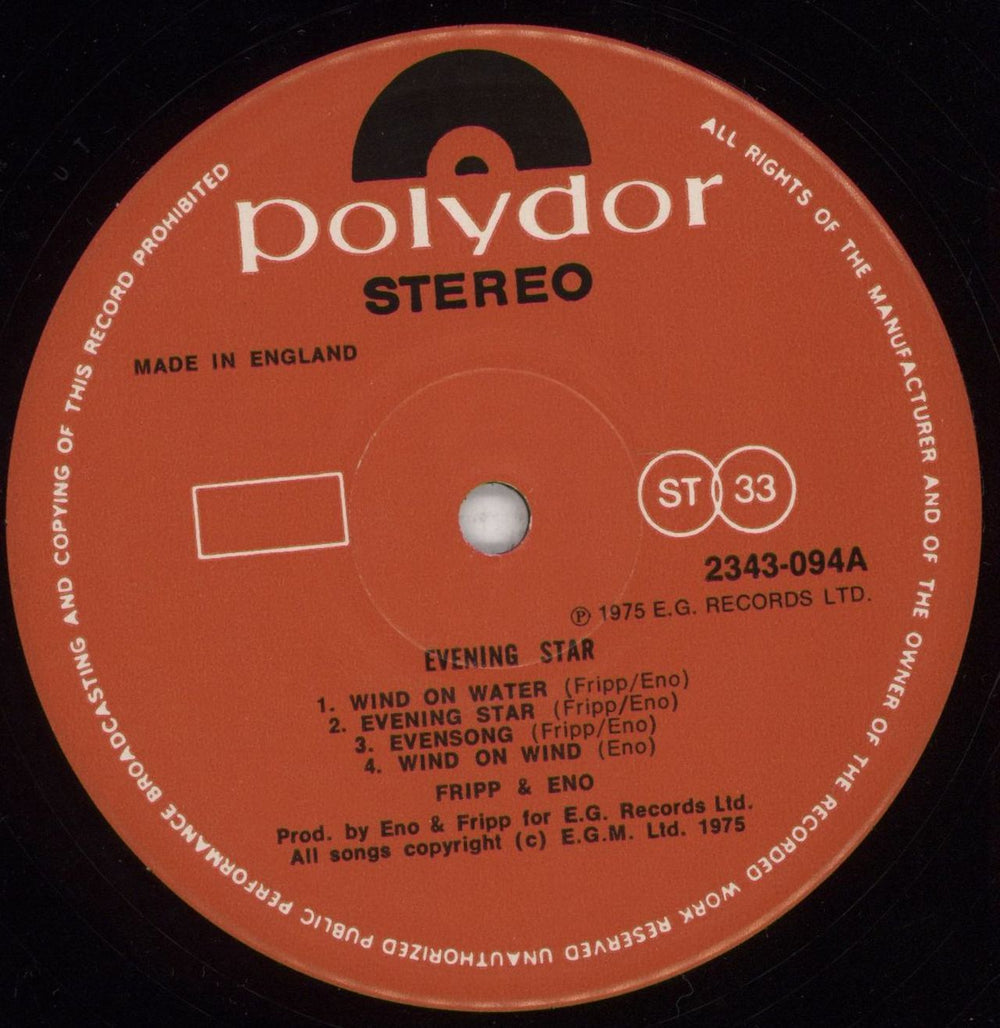 polydor
STEREO
MADE IN ENGLAND
ST 33
2343-094A
Ⓟ 1975 E.G. RECORDS LTD.
EVENING STAR
1. WIND ON WATER (Fripp/Eno)
2. EVENING STAR (Fripp/Eno)
3. EVENSONG (Fripp/Eno)
4. WIND ON WIND (Eno)
FRIPP & ENO
Prod. by Eno & Fripp for E.G. Records Ltd.
All songs copyright (c) E.G.M. Ltd. 1975
ALL RIGHTS OF THE MANUFACTURER AND OF THE OWNER OF THE RECORDED WORK RESERVED UNAUTHORIZED PUBLIC PERFORMANCE BROADCASTING AND COPYING OF THIS RECORD PROHIBITED